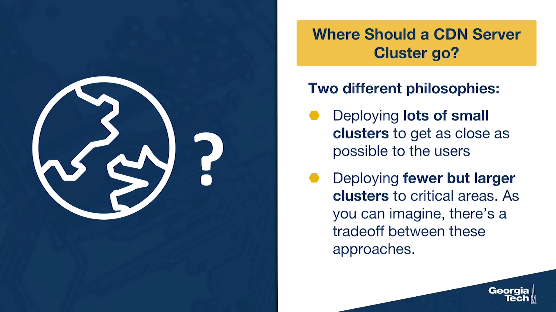 ?
Where Should a CDN Server
Cluster go?
Two different philosophies:
Deploying lots of small
clusters to get as close as
possible to the users
Deploying fewer but larger
clusters to critical areas. As
you can imagine, there's a
tradeoff between these
approaches.
Georgia
Tech